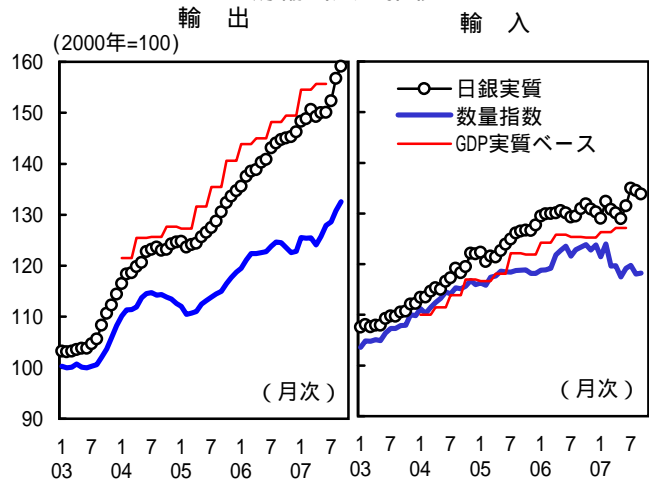 輸 出
輸 入
(2000年=100)
160
150
140
130
120
110
100
90
日銀実質
数量指数
GDP実質ベース
(月次)
(月次)
1 7 1 7 1 7 1 7 1 7
03 04 05 06 07
1 7 1 7 1 7 1 7 1 7
03 04 05 06 07